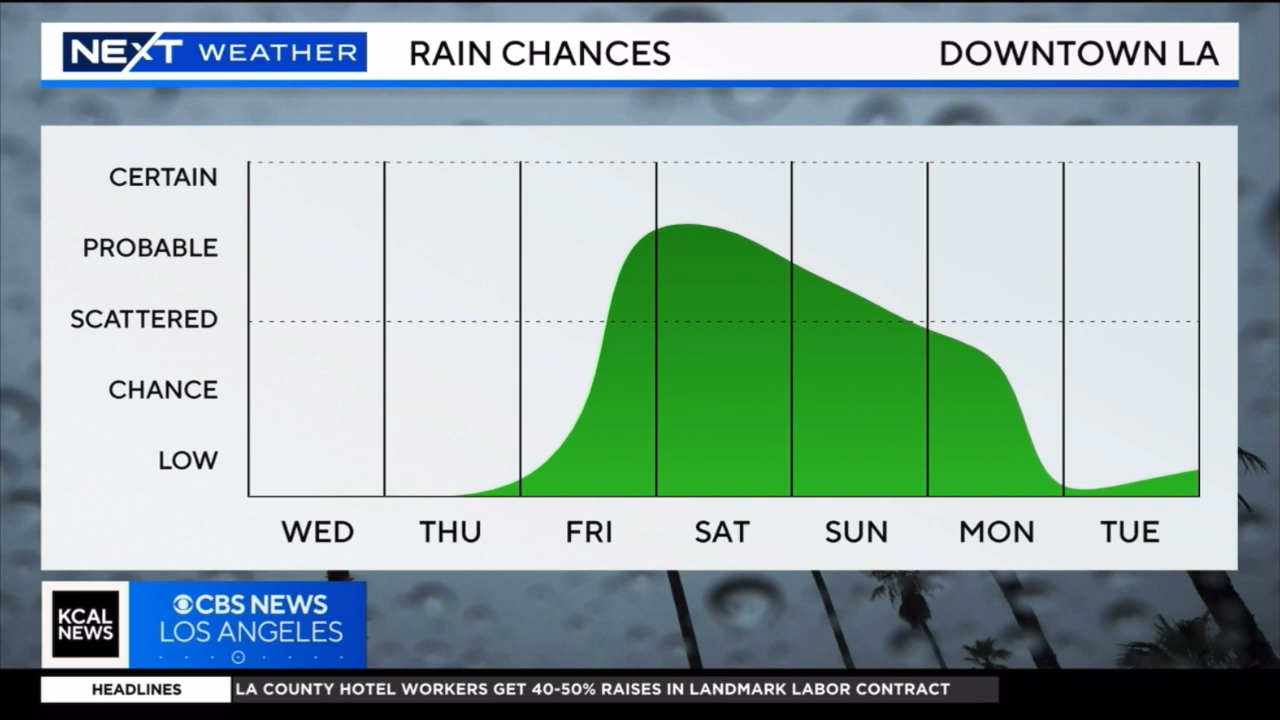 NEXT WEATHER RAIN CHANCES DOWNTOWN LA
CERTAIN
PROBABLE
SCATTERED
CHANCE
LOW
WED THU FRI SAT SUN MON TUE
KCAL
NEWS
CBS NEWS
LOS ANGELES
HEADLINES LA COUNTY HOTEL WORKERS GET 40-50% RAISES IN LANDMARK LABOR CONTRACT